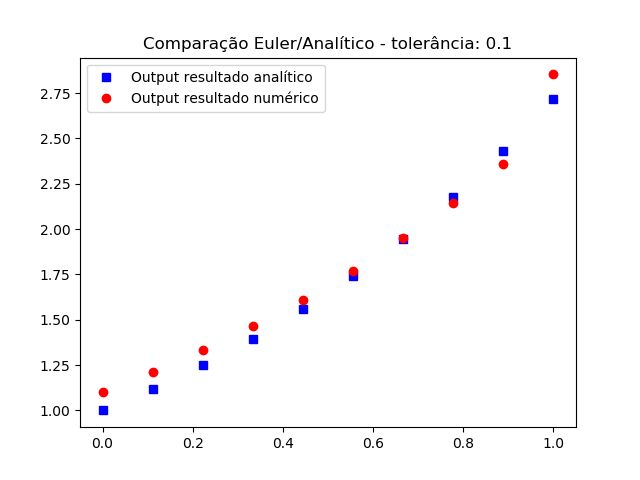 Comparação Euler/Analítico - tolerância: 0.1
Output resultado analítico
Output resultado numérico
2.75
2.50
2.25
2.00
1.75
1.50
1.25
1.00
0.0 0.2 0.4 0.6 0.8 1.0